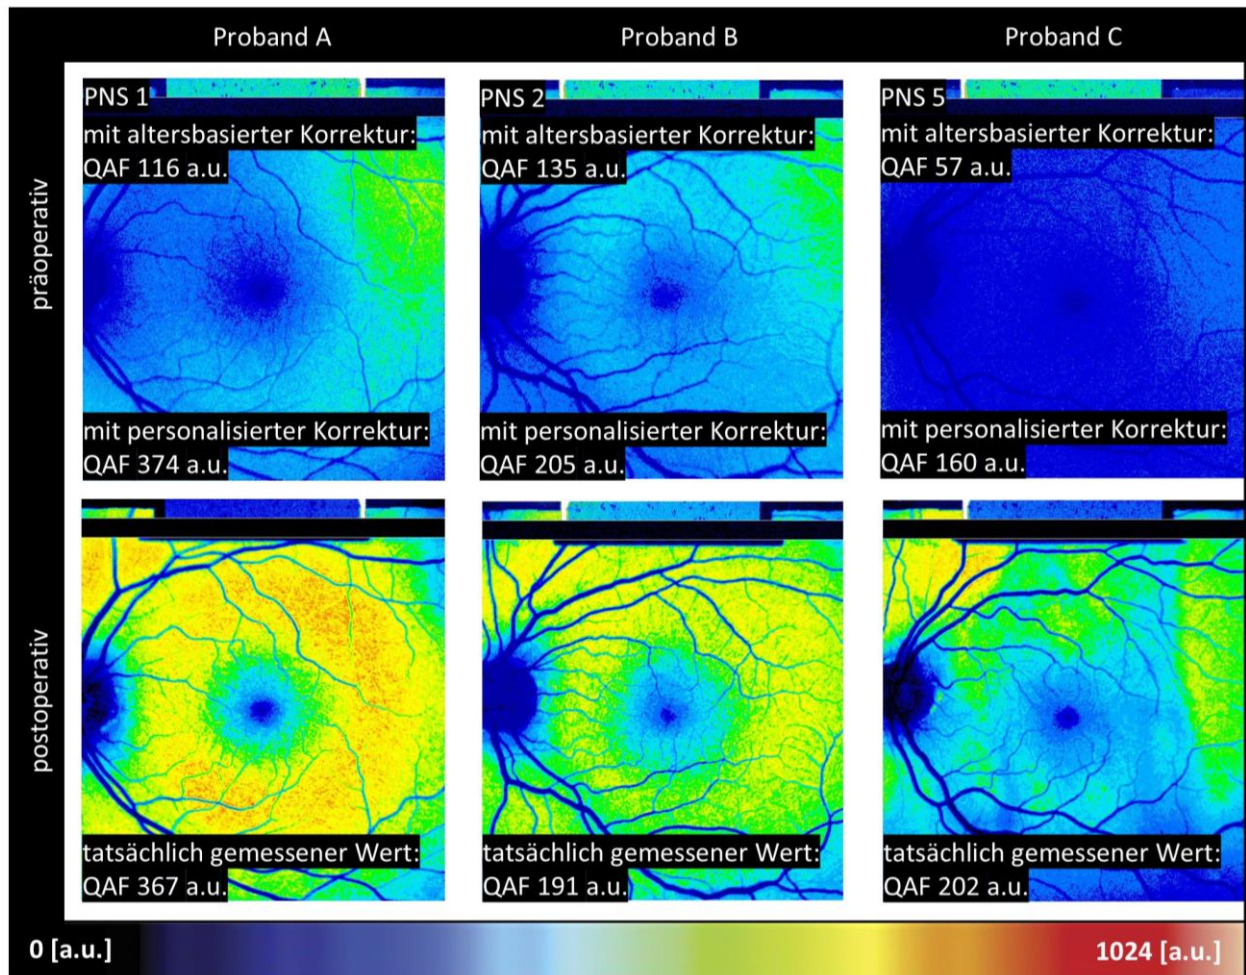 Proband A
Proband B
Proband C
präoperativ
PNS 1
mit altersbasierter Korrektur:
QAF 116 a.u.
mit personalisierter Korrektur:
QAF 374 a.u.
PNS 2
mit altersbasierter Korrektur:
QAF 135 a.u.
mit personalisierter Korrektur:
QAF 205 a.u.
PNS 5
mit altersbasierter Korrektur:
QAF 57 a.u.
mit personalisierter Korrektur:
QAF 160 a.u.
postoperativ
tatsächlich gemessener Wert:
QAF 367 a.u.
tatsächlich gemessener Wert:
QAF 191 a.u.
tatsächlich gemessener Wert:
QAF 202 a.u.
0 [a.u.]
1024 [a.u.]